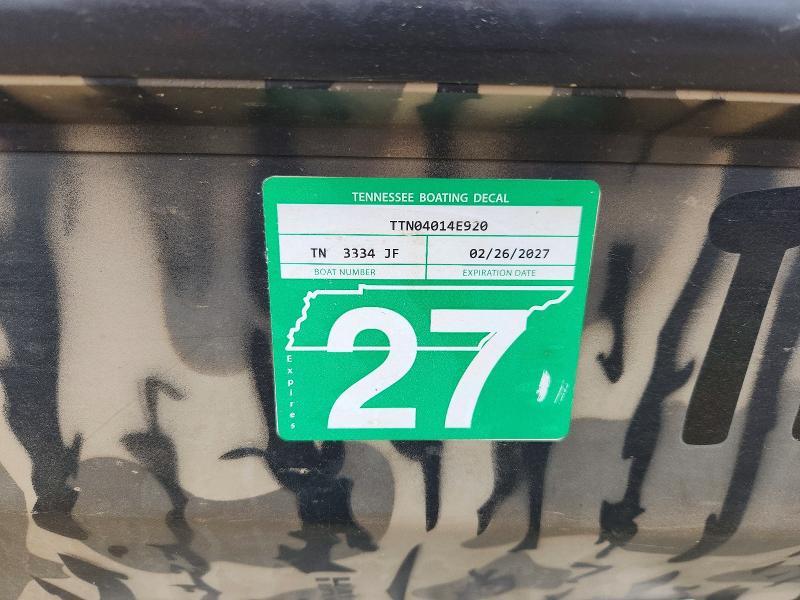 TENNESSEE BOATING DECAL
TTN04014E920
TN 3334 JF 02/26/2027
BOAT NUMBER EXPIRATION DATE
27
Expires
T